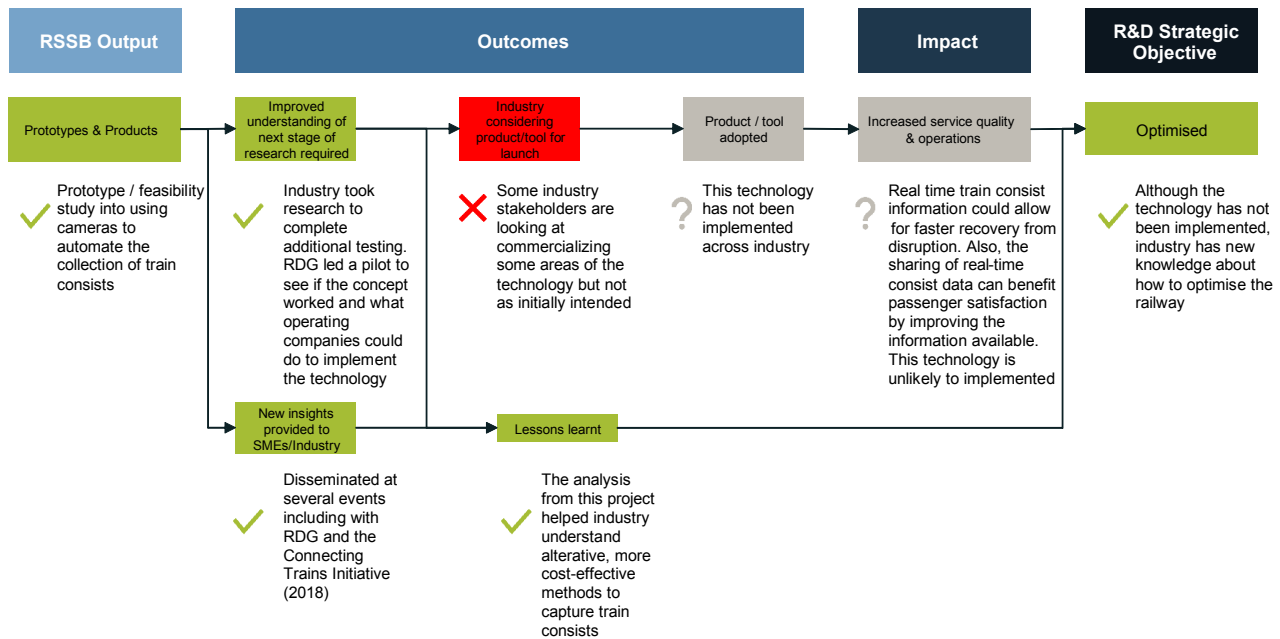 RSSB Output
Outcomes
Impact
R&D Strategic
Objective
Prototypes & Products
Improved
understanding of
next stage of
research required
Industry
considering
product/tool for
launch
Product / tool
adopted
Increased service quality
& operations
Optimised
Prototype / feasibility
study into using
cameras to
automate the
collection of train
consists
Industry took
research to
complete
additional testing.
RDG led a pilot to
see if the concept
worked and what
operating
companies could
do to implement
the technology
Some industry
stakeholders are
looking at
commercializing
some areas of the
technology but not
as initially intended
This technology
has not been
implemented
across industry
Real time train consist
information could allow
for faster recovery from
disruption. Also, the
sharing of real-time
consist data can benefit
passenger satisfaction
by improving the
information available.
This technology is
unlikely to implemented
Although the
technology has not
been implemented,
industry has new
knowledge about
how to optimise the
railway
New insights
provided to
SMEs/Industry
Lessons learnt
Disseminated at
several events
including with
RDG and the
Connecting
Trains Initiative
(2018)
The analysis
from this project
helped industry
understand
alterative, more
cost-effective
methods to
capture train
consists